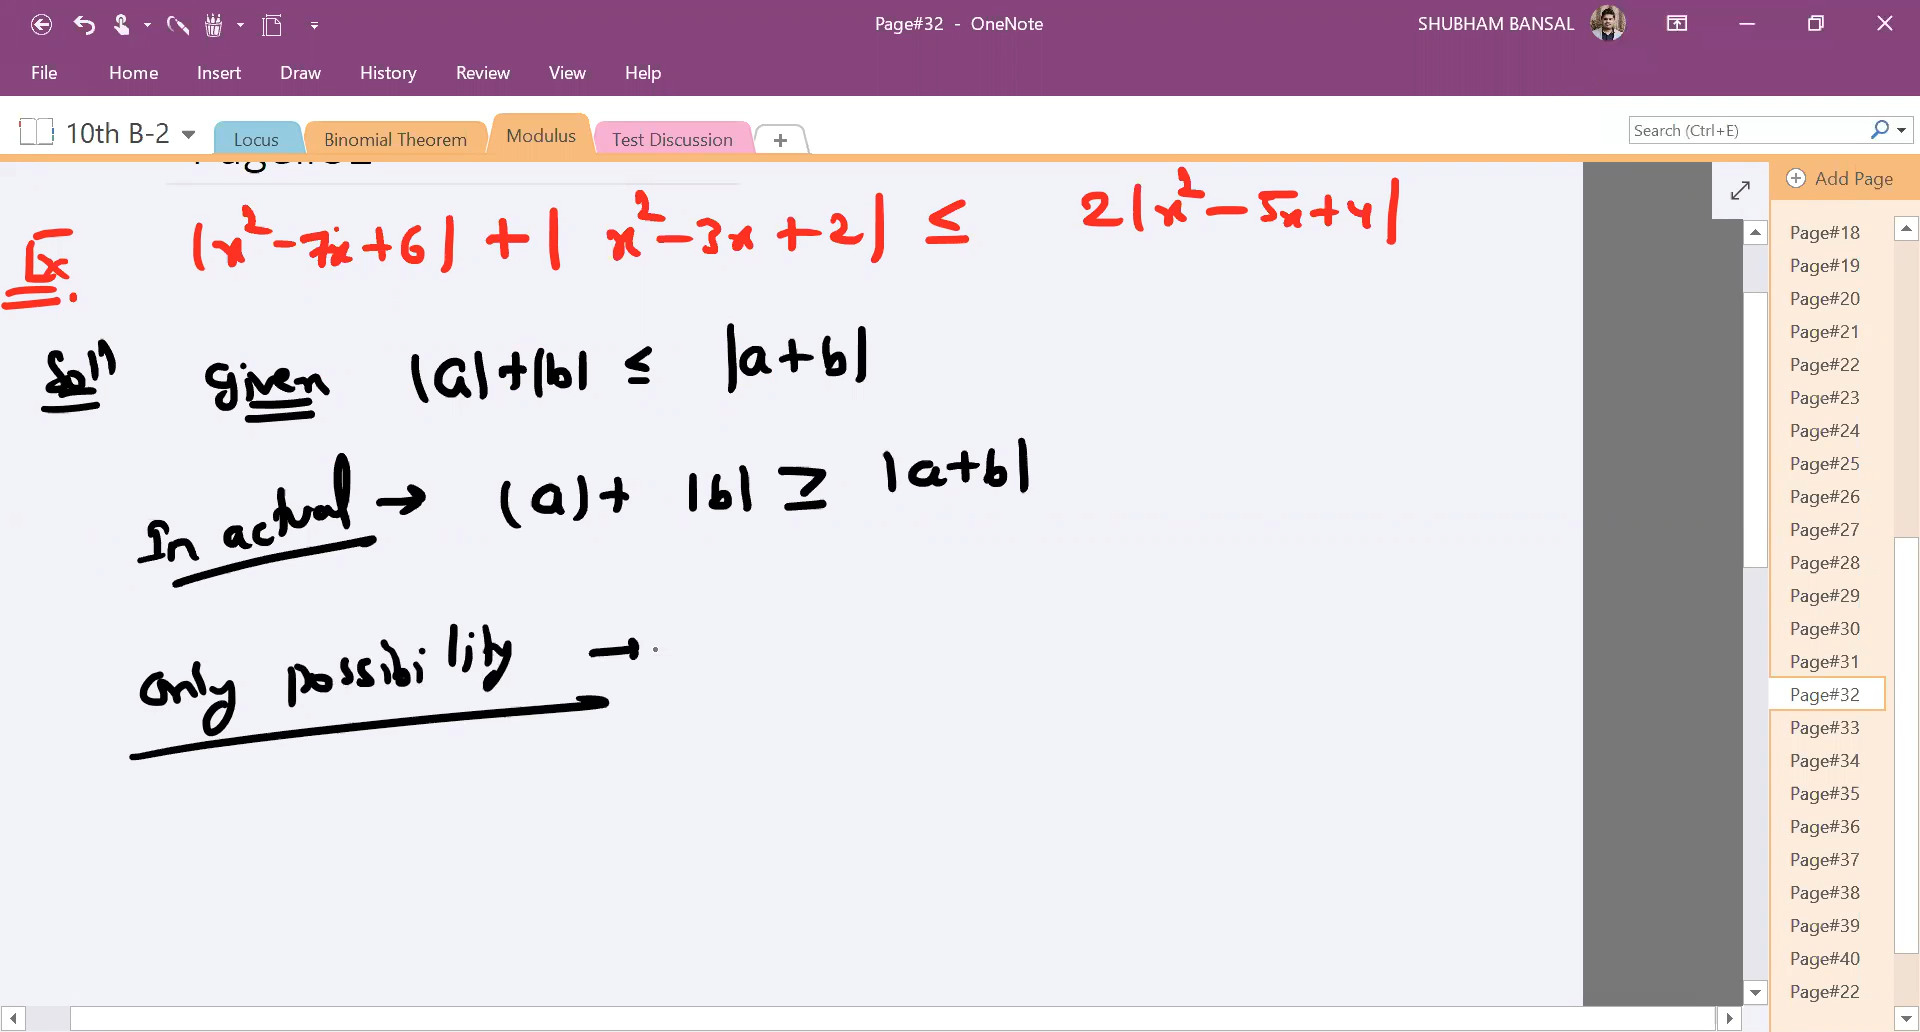 Page#32 - OneNote
SHUBHAM BANSAL
File Home Insert Draw History Review View Help
10th B-2 Locus Binomial Theorem Modulus Test Discussion +
Search (Ctrl+E)
Add Page
Ex. |x²-7x+6| + |x²-3x+2| ≤ 2|x²-5x+4|
Solⁿ given |a|+|b| ≤ |a+b|
In actual → |a|+ |b| ≥ |a+b|
only possibility →
Page#18
Page#19
Page#20
Page#21
Page#22
Page#23
Page#24
Page#25
Page#26
Page#27
Page#28
Page#29
Page#30
Page#31
Page#32
Page#33
Page#34
Page#35
Page#36
Page#37
Page#38
Page#39
Page#40
Page#22